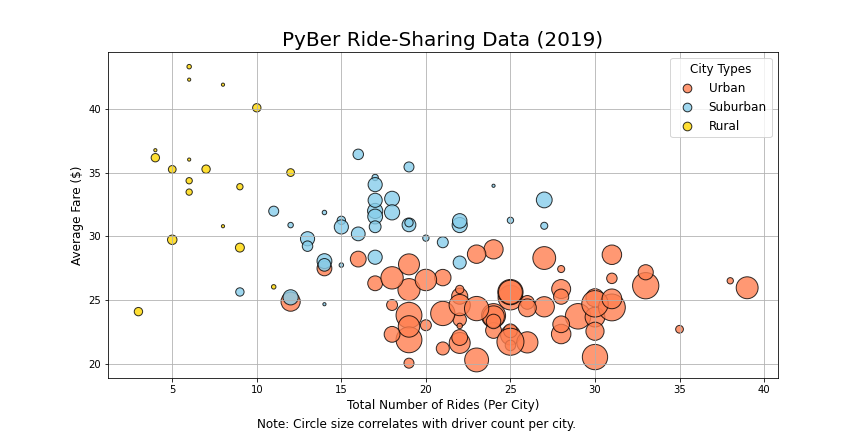 PyBer Ride-Sharing Data (2019)
City Types
Urban
Suburban
Rural
Average Fare ($)
40
35
30
25
20
5 10 15 20 25 30 35 40
Total Number of Rides (Per City)
Note: Circle size correlates with driver count per city.